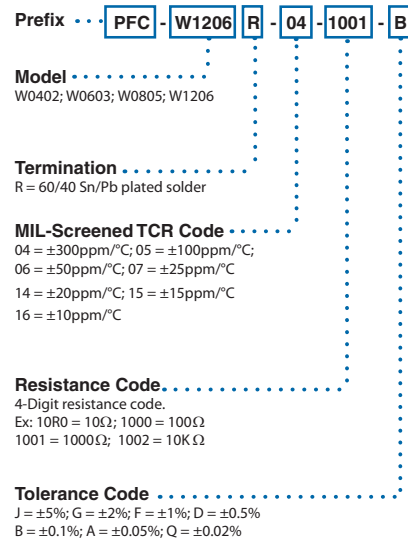 Prefix PFC - W1206 R - 04 - 1001 - B
Model
W0402; W0603; W0805; W1206
Termination
R = 60/40 Sn/Pb plated solder
MIL-Screened TCR Code
04 = ±300ppm/°C; 05 = ±100ppm/°C;
06 = ±50ppm/°C; 07 = ±25ppm/°C
14 = ±20ppm/°C; 15 = ±15ppm/°C
16 = ±10ppm/°C
Resistance Code
4-Digit resistance code.
Ex: 10R0 = 10Ω; 1000 = 100Ω
1001 = 1000Ω; 1002 = 10K Ω
Tolerance Code
J = ±5%; G = ±2%; F = ±1%; D = ±0.5%
B = ±0.1%; A = ±0.05%; Q = ±0.02%